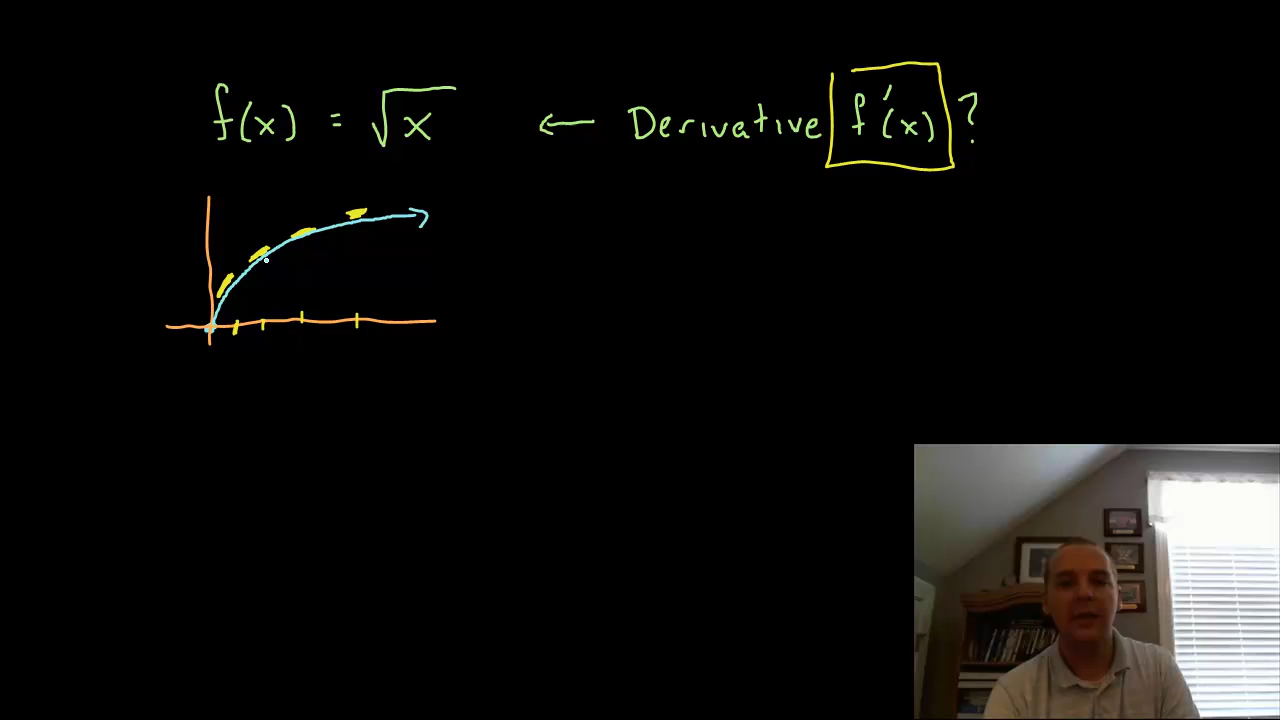 f(x) = √x ← Derivative f'(x) ?